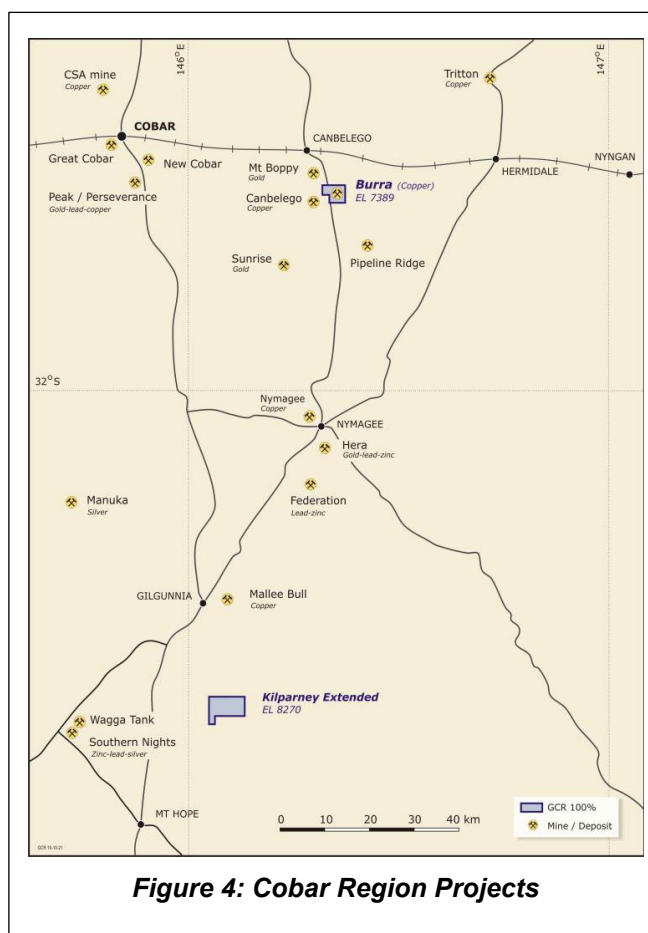 146°E
147°E
CSA mine
Copper
Tritton
Copper
COBAR
CANBELEGO
Great Cobar
New Cobar
Mt Boppy
Gold
HERMIDALE
NYNGAN
Peak / Perseverance
Gold-lead-copper
Canbelego
Copper
Burra (Copper)
EL 7389
Sunrise
Gold
Pipeline Ridge
32°S
Nymagee
Copper
NYMAGEE
Hera
Gold-lead-zinc
Manuka
Silver
Federation
Lead-zinc
GILGUNNIA
Mallee Bull
Copper
Kilparney Extended
EL 8270
Wagga Tank
Southern Nights
Zinc-lead-silver
MT HOPE
0 10 20 30 40 km
GCR 100%
Mine / Deposit
Figure 4: Cobar Region Projects